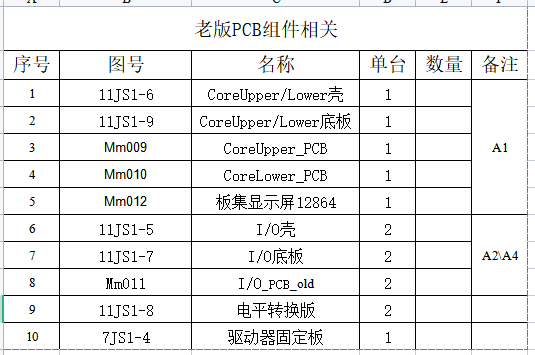 老版PCB组件相关
序号 图号 名称 单台 数量 备注
1 11JS1-6 CoreUpper/Lower壳 1
2 11JS1-9 CoreUpper/Lower底板 1
3 Mm009 CoreUpper_PCB 1 A1
4 Mm010 CoreLower_PCB 1
5 Mm012 板集显示屏12864 1
6 11JS1-5 I/O壳 2
7 11JS1-7 I/O底板 2 A2\A4
8 Mm011 I/O_PCB_old 2
9 11JS1-8 电平转换版 2
10 7JS1-4 驱动器固定板 1